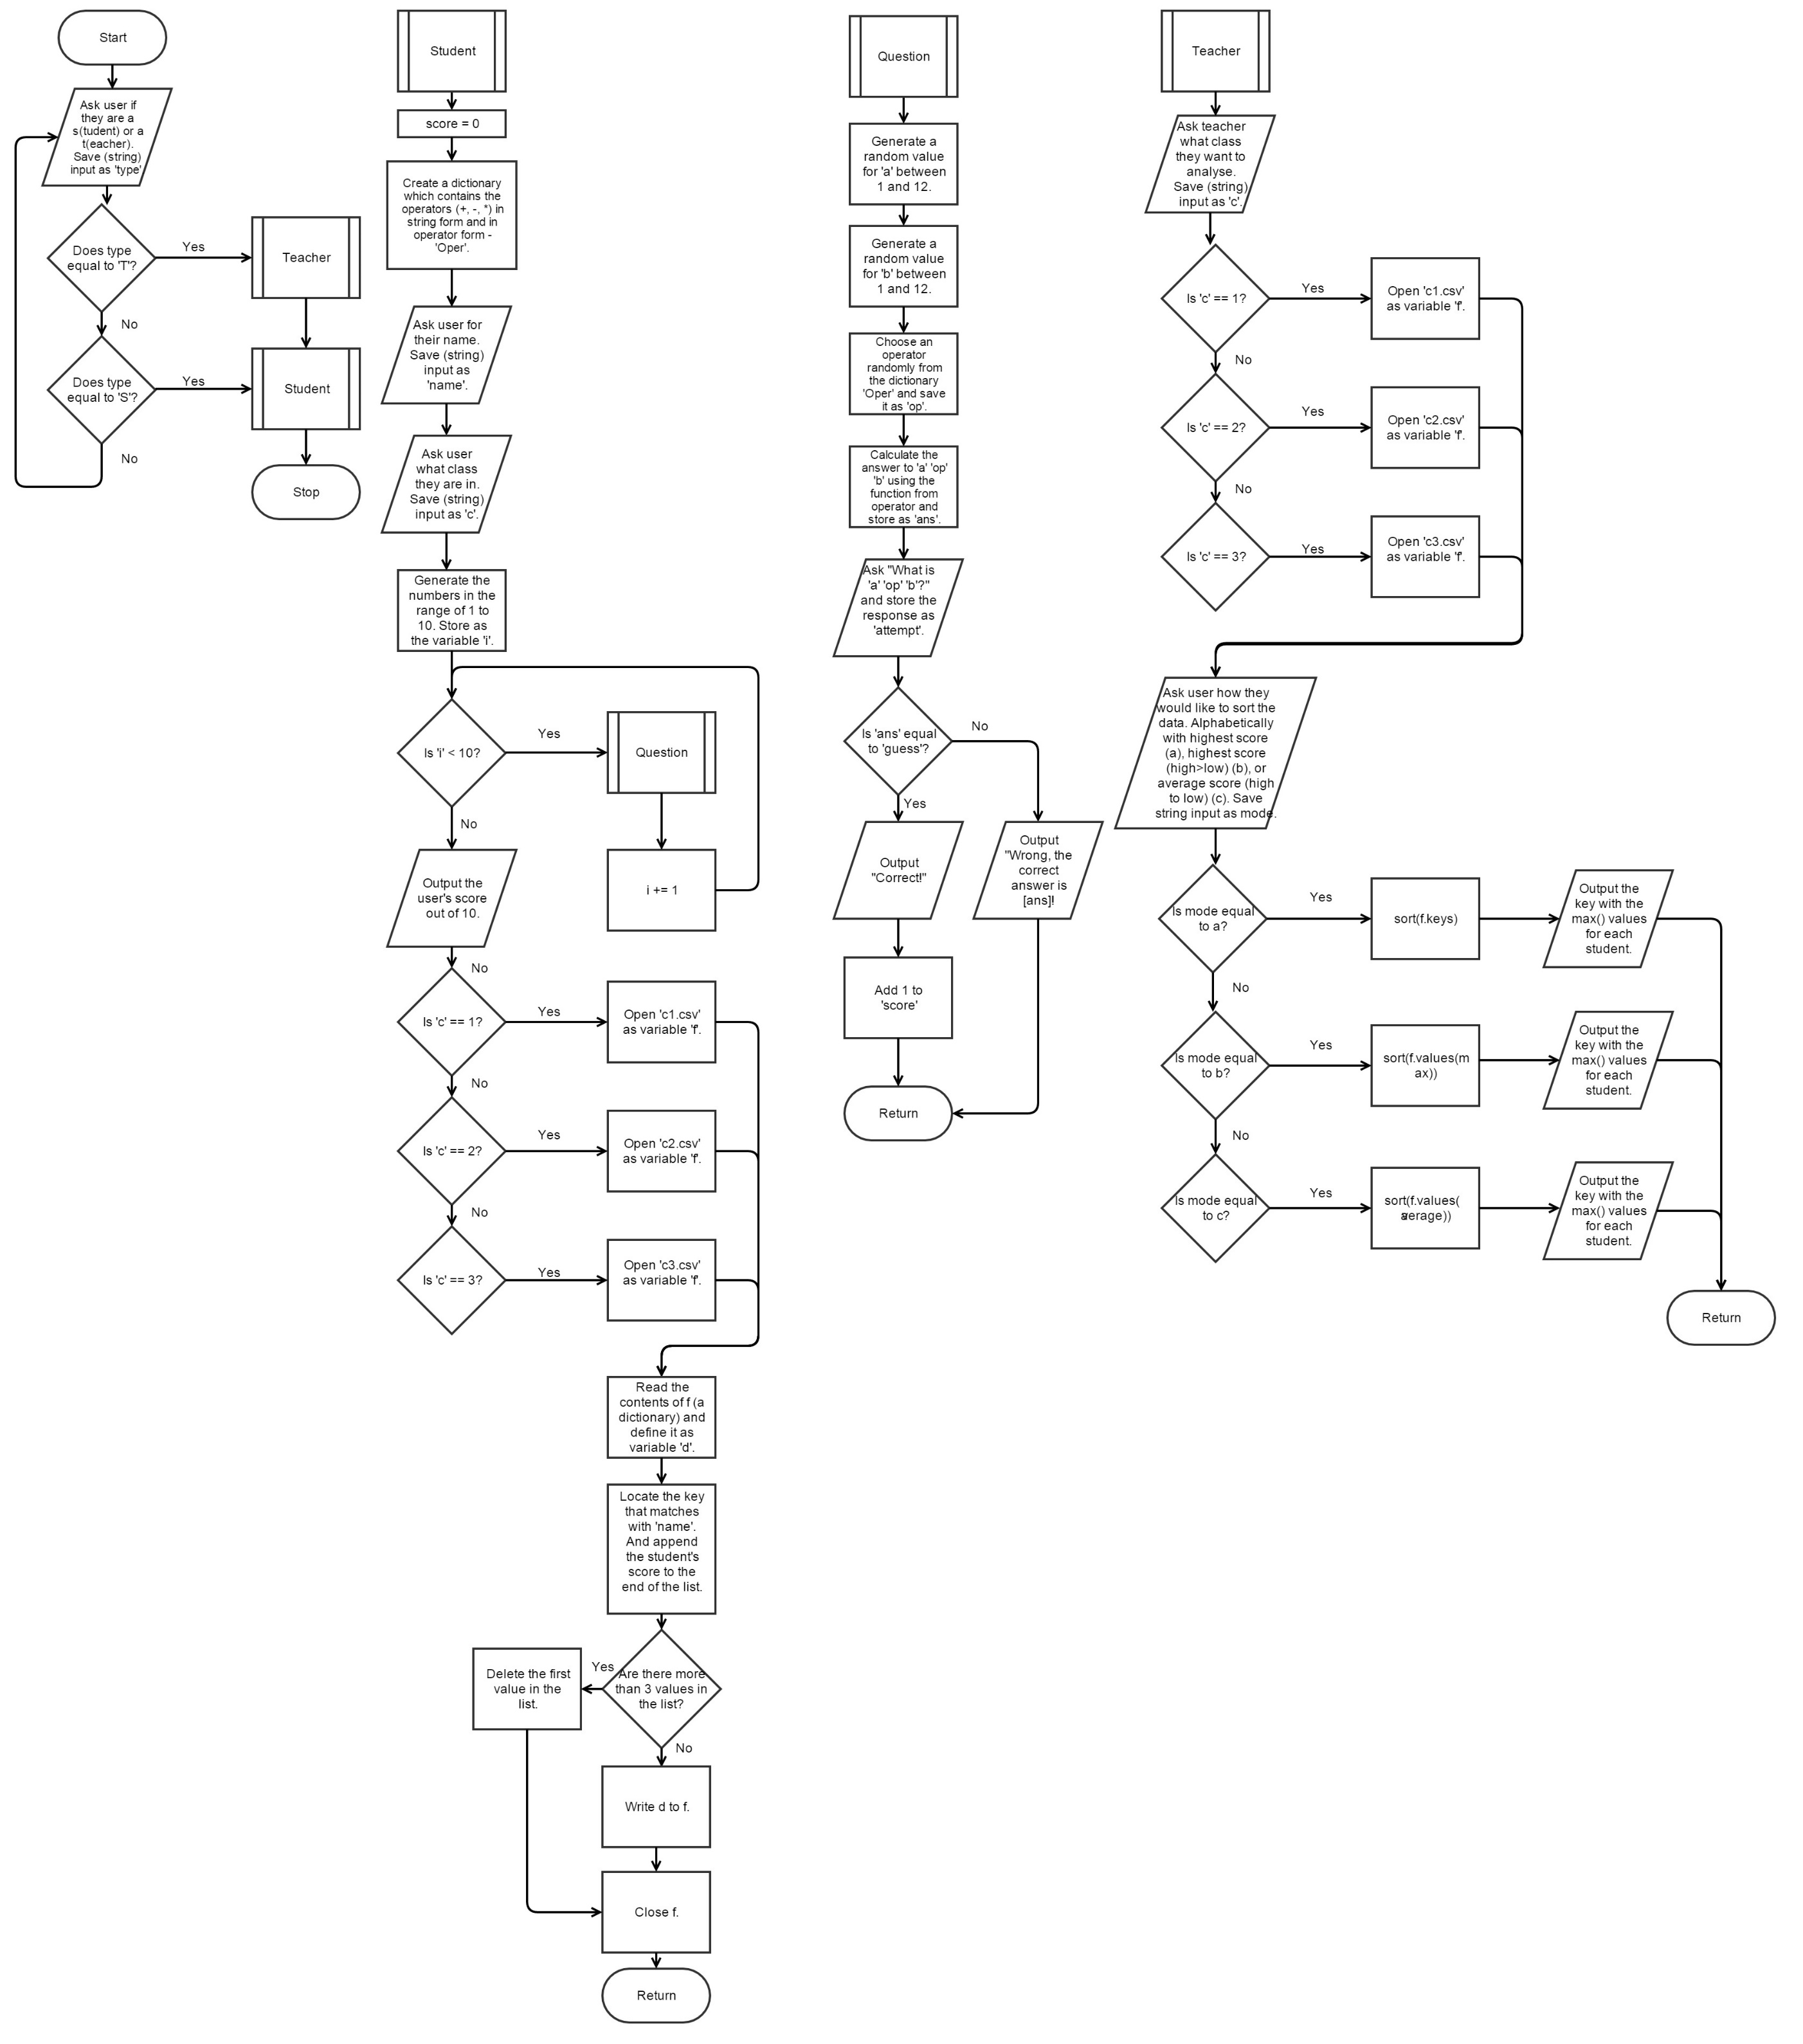 Start
Ask user if
they are a
s(tudent) or a
t(eacher).
Save (string)
input as 'type'
Does type
equal to 'T'?
Yes
Teacher
No
Does type
equal to 'S'?
Yes
Student
No
Stop
Student
score = 0
Create a dictionary
which contains the
operators (+, -, *) in
string form and in
operator form -
'Oper'.
Ask user for
their name.
Save (string)
input as
'name'.
Ask user
what class
they are in.
Save (string)
input as 'c'.
Generate the
numbers in the
range of 1 to
10. Store as
the variable 'i'.
Is 'i' < 10?
Yes
Question
No
i += 1
Output the
user's score
out of 10.
No
Is 'c' == 1?
Yes
Open 'c1.csv'
as variable 'f'.
No
Is 'c' == 2?
Yes
Open 'c2.csv'
as variable 'f'.
No
Is 'c' == 3?
Yes
Open 'c3.csv'
as variable 'f'.
Read the
contents of f (a
dictionary) and
define it as
variable 'd'.
Locate the key
that matches
with 'name'.
And append
the student's
score to the
end of the list.
Are there more
than 3 values in
the list?
Yes
Delete the first
value in the
list.
No
Write d to f.
Close f.
Return
Question
Generate a
random value
for 'a' between
1 and 12.
Generate a
random value
for 'b' between
1 and 12.
Choose an
operator
randomly from
the dictionary
'Oper' and save
it as 'op'.
Calculate the
answer to 'a' 'op'
'b' using the
function from
operator and
store as 'ans'.
Ask "What is
'a' 'op' 'b'?"
and store the
response as
'attempt'.
Is 'ans' equal
to 'guess'?
No
Yes
Output
"Correct!"
Output
"Wrong, the
correct
answer is
[ans]!
Add 1 to
'score'
Return
Teacher
Ask teacher
what class
they want to
analyse.
Save (string)
input as 'c'.
Is 'c' == 1?
Yes
Open 'c1.csv'
as variable 'f'.
No
Is 'c' == 2?
Yes
Open 'c2.csv'
as variable 'f'.
No
Is 'c' == 3?
Yes
Open 'c3.csv'
as variable 'f'.
Ask user how they
would like to sort the
data. Alphabetically
with highest score
(a), highest score
(high>low) (b), or
average score (high
to low) (c). Save
string input as mode.
Is mode equal
to a?
Yes
sort(f.keys)
Output the
key with the
max() values
for each
student.
No
Is mode equal
to b?
Yes
sort(f.values(m
ax))
Output the
key with the
max() values
for each
student.
No
Is mode equal
to c?
Yes
sort(f.values(
average))
Output the
key with the
max() values
for each
student.
Return